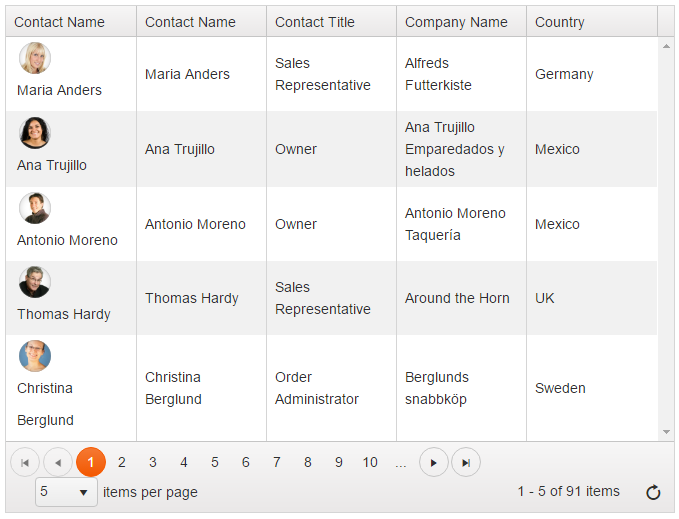 Contact Name Contact Name Contact Title Company Name Country
Maria Anders Maria Anders Sales Representative Alfreds Futterkiste Germany
Ana Trujillo Ana Trujillo Owner Ana Trujillo Emparedados y helados Mexico
Antonio Moreno Antonio Moreno Owner Antonio Moreno Taquería Mexico
Thomas Hardy Thomas Hardy Sales Representative Around the Horn UK
Christina Berglund Christina Berglund Order Administrator Berglunds snabbköp Sweden
1 2 3 4 5 6 7 8 9 10 ...
5 items per page 1 - 5 of 91 items